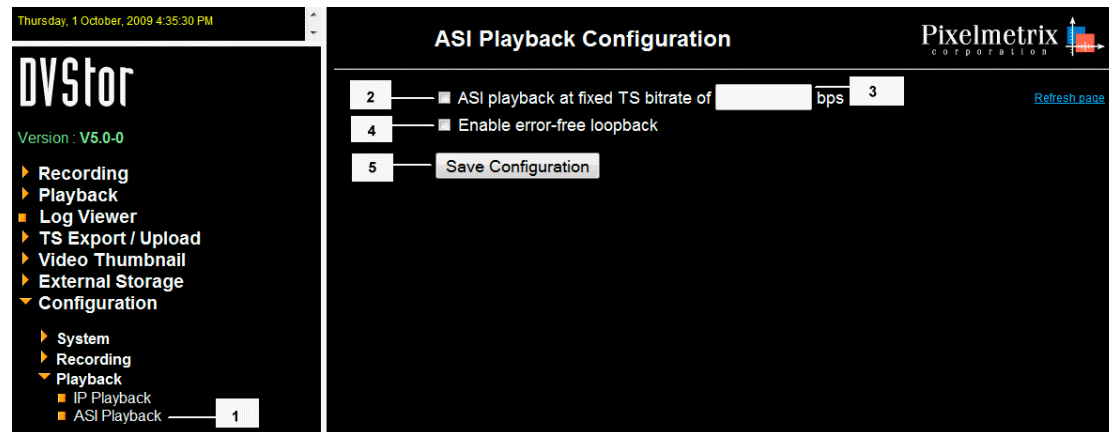 Thursday, 1 October, 2009 4:35:30 PM
DVStor
Version : V5.0-0
Recording
Playback
Log Viewer
TS Export / Upload
Video Thumbnail
External Storage
Configuration
System
Recording
Playback
IP Playback
ASI Playback 1
ASI Playback Configuration
Pixelmetrix
corporation
2 ASI playback at fixed TS bitrate of bps 3
Refresh page
4 Enable error-free loopback
5 Save Configuration